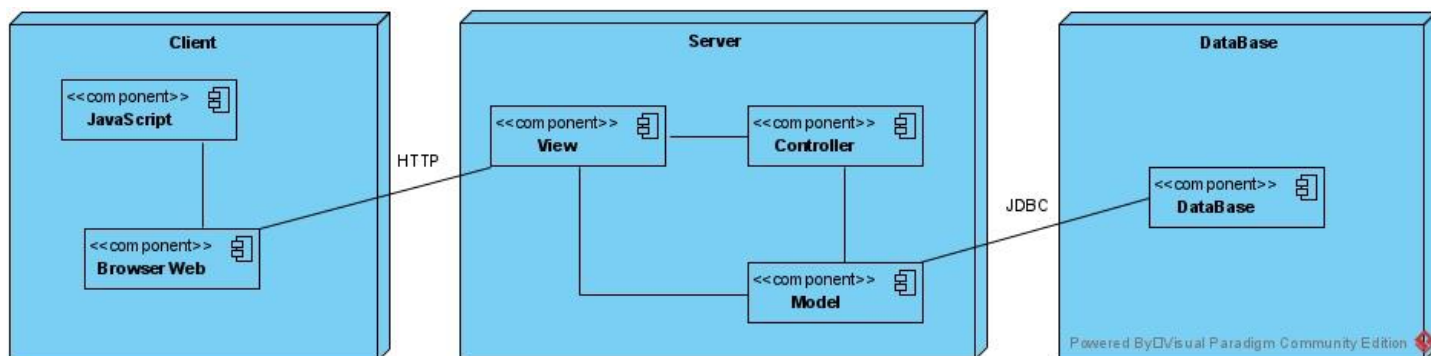 Client
<<component>>
JavaScript
<<component>>
Browser Web
HTTP
Server
<<component>>
View
<<component>>
Controller
<<component>>
Model
JDBC
DataBase
<<component>>
DataBase
Powered By□Visual Paradigm Community Edition